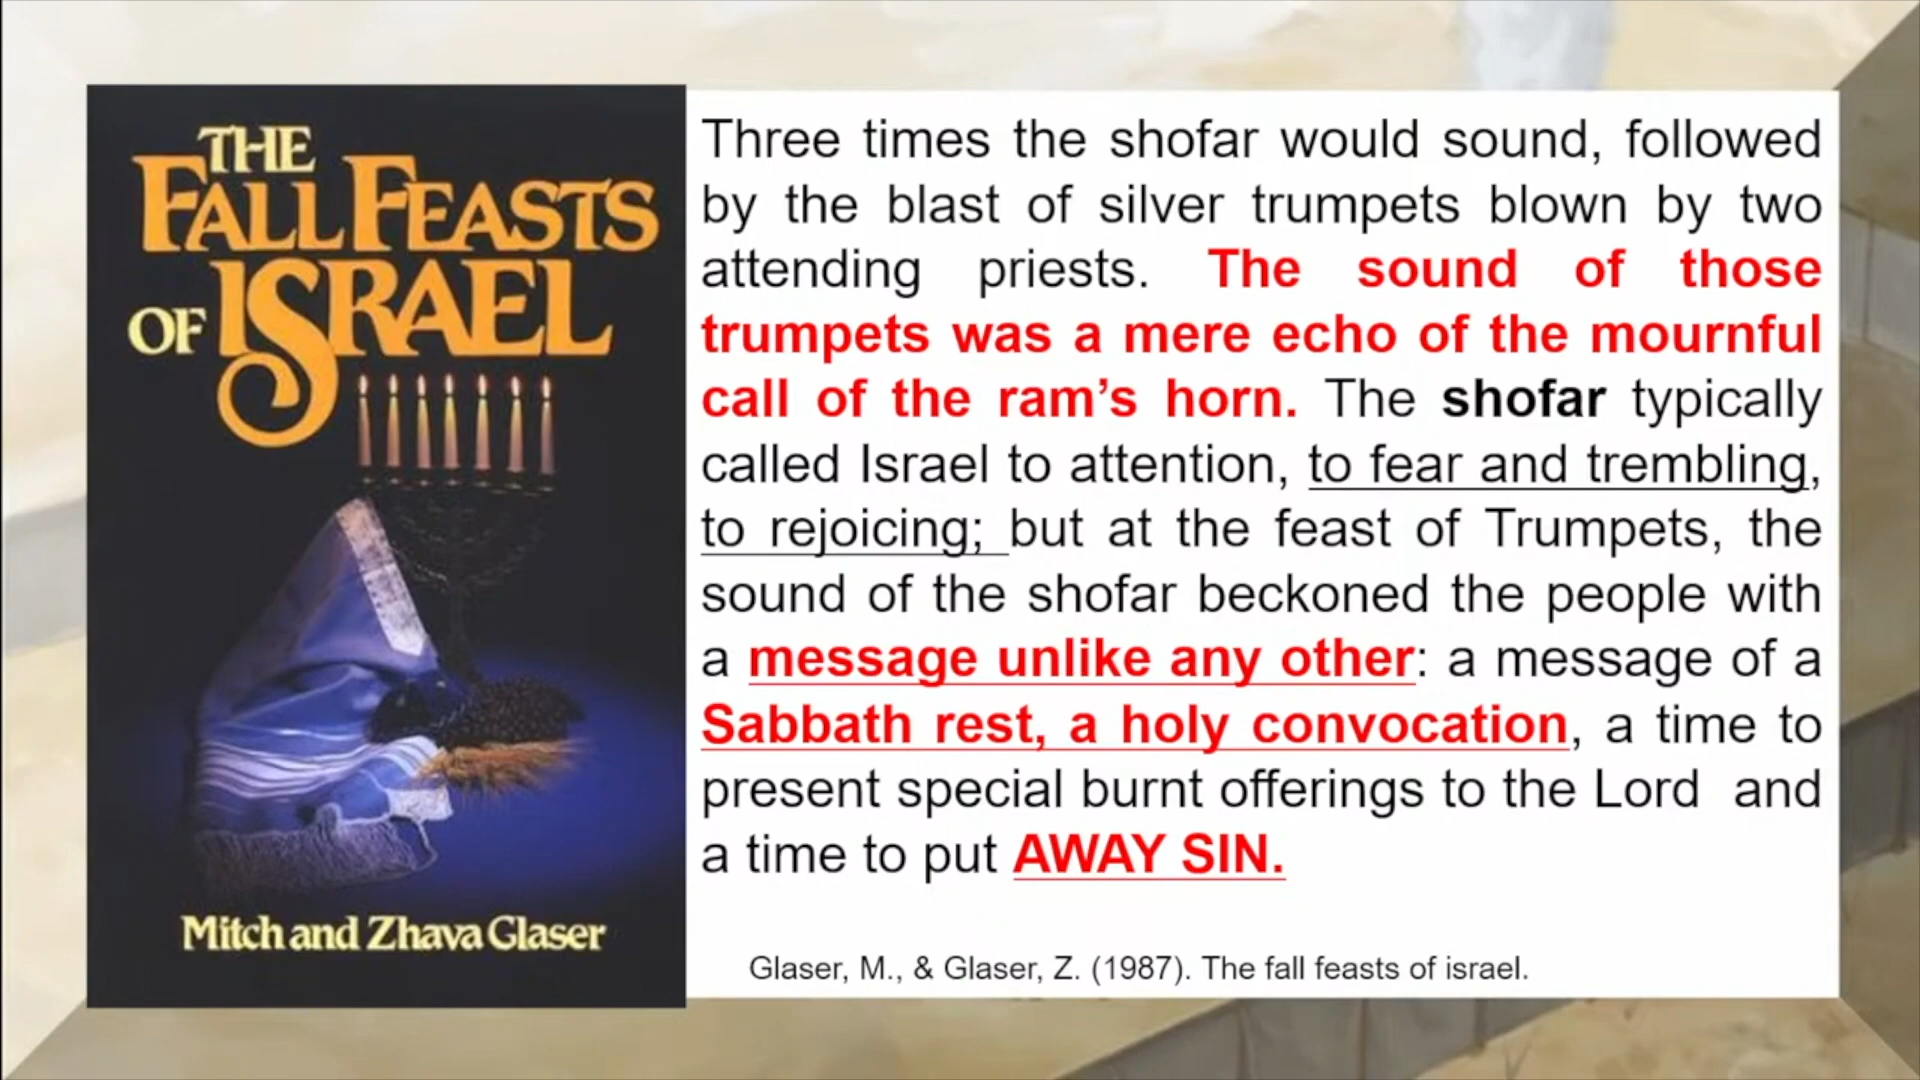 THE
FALL FEASTS
OF ISRAEL
Mitch and Zhava Glaser
Three times the shofar would sound, followed
by the blast of silver trumpets blown by two
attending priests. The sound of those
trumpets was a mere echo of the mournful
call of the ram’s horn. The shofar typically
called Israel to attention, to fear and trembling,
to rejoicing; but at the feast of Trumpets, the
sound of the shofar beckoned the people with
a message unlike any other: a message of a
Sabbath rest, a holy convocation, a time to
present special burnt offerings to the Lord and
a time to put AWAY SIN.
Glaser, M., & Glaser, Z. (1987). The fall feasts of israel.